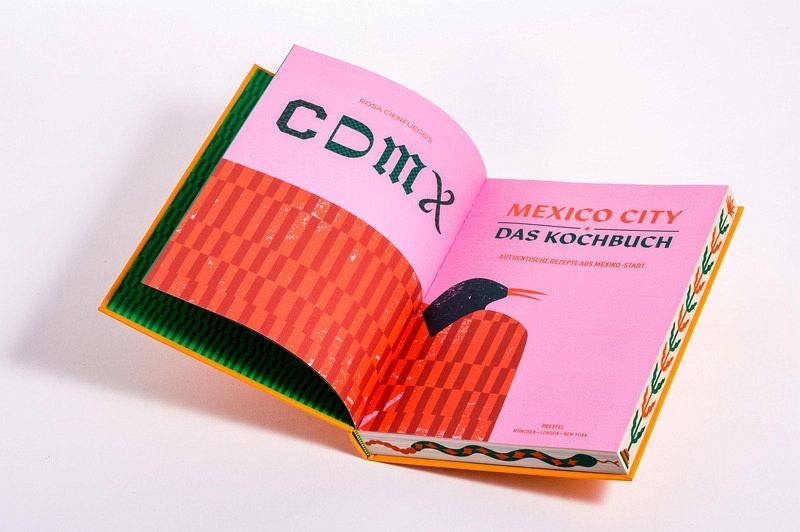 ROSA CIENFUEGOS
CDMX
MEXICO CITY
DAS KOCHBUCH
AUTHENTISCHE REZEPTE AUS MEXIKO-STADT
PRESTEL
MÜNCHEN • LONDON • NEW YORK